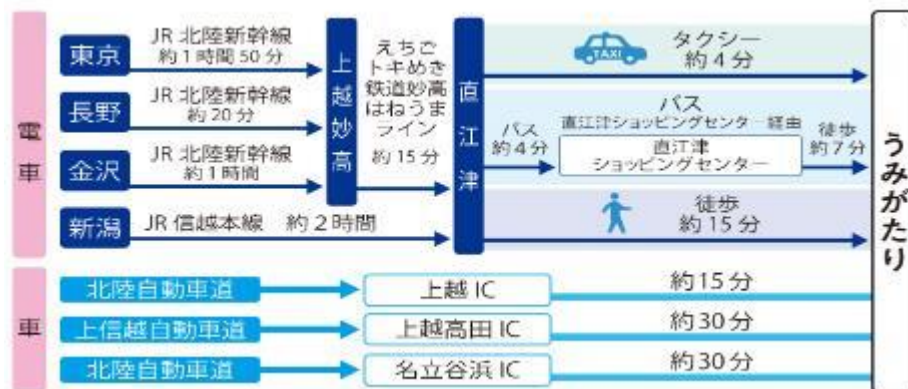 電車
東京
JR 北陸新幹線
約1時間50分
長野
JR 北陸新幹線
約20分
金沢
JR 北陸新幹線
約1時間
新潟
JR 信越本線 約2時間
上越妙高
えちご
トキめき
鉄道妙高
はねうま
ライン
約15分
直江津
TAXI
タクシー
約4分
バス
直江津ショッピングセンター経由
バス
約4分
直江津
ショッピングセンター
徒歩
約7分
徒歩
約15分
うみがたり
車
北陸自動車道
上越 IC
約15分
上信越自動車道
上越高田 IC
約30分
北陸自動車道
名立谷浜 IC
約30分